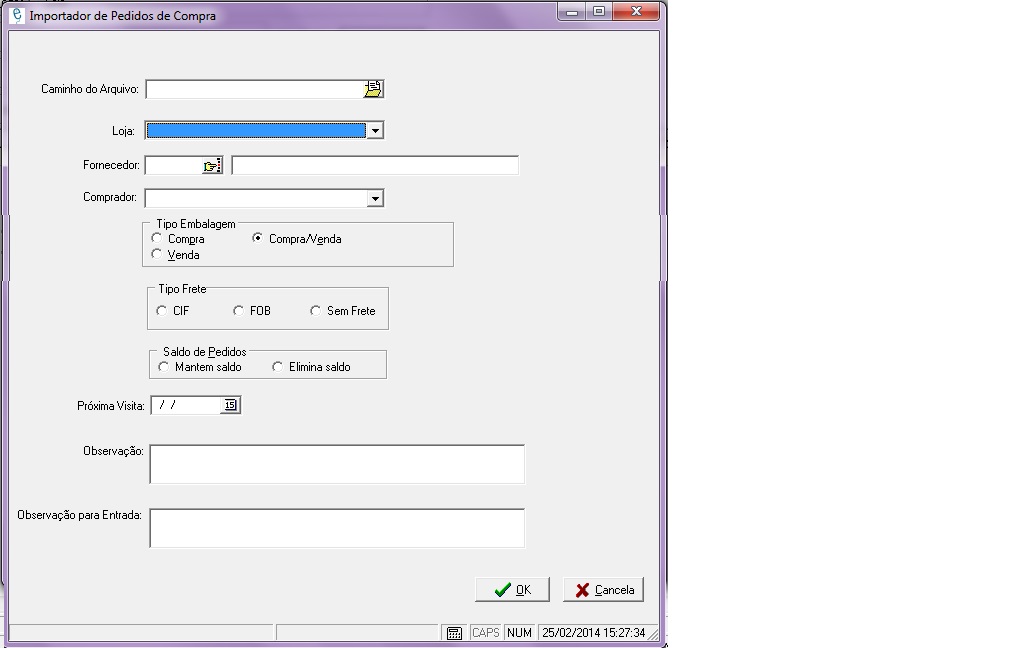 Importador de Pedidos de Compra
Caminho do Arquivo:
Loja:
Fornecedor:
Comprador:
Tipo Embalagem
Compra Compra/Venda
Venda
Tipo Frete
CIF FOB Sem Frete
Saldo de Pedidos
Mantem saldo Elimina saldo
Próxima Visita: / / 15
Observação:
Observação para Entrada:
OK Cancela
CAPS NUM 25/02/2014 15:27:34